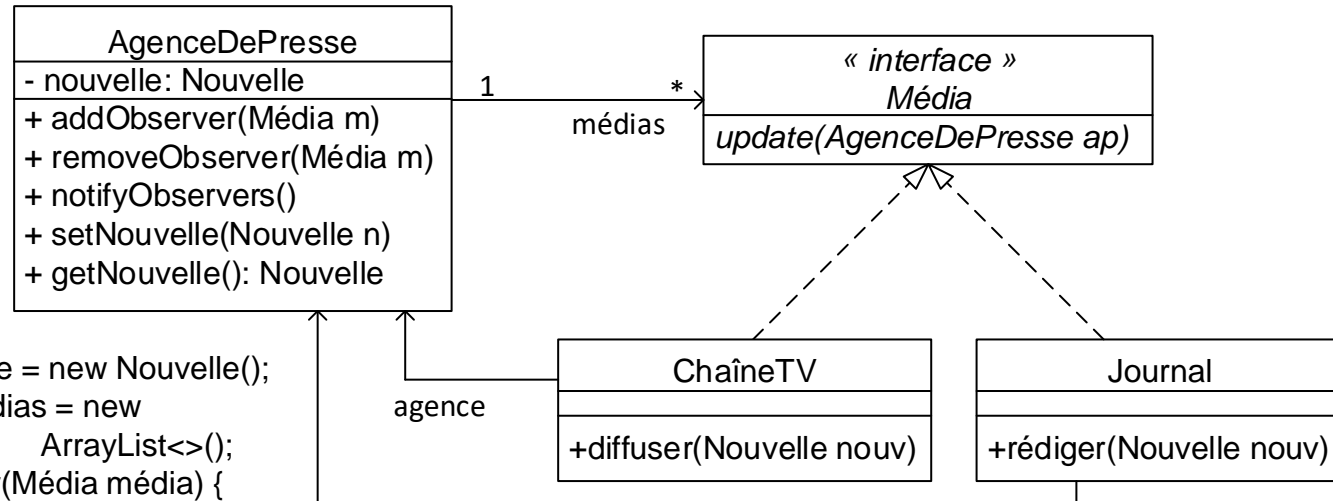 AgenceDePresse
- nouvelle: Nouvelle
+ addObserver(Média m)
+ removeObserver(Média m)
+ notifyObservers()
+ setNouvelle(Nouvelle n)
+ getNouvelle(): Nouvelle
1
*
médias
« interface »
Média
update(AgenceDePresse ap)
agence
ChaîneTV
+diffuser(Nouvelle nouv)
Journal
+rédiger(Nouvelle nouv)
= new Nouvelle();
= new
ArrayList<>();
(Média média) {